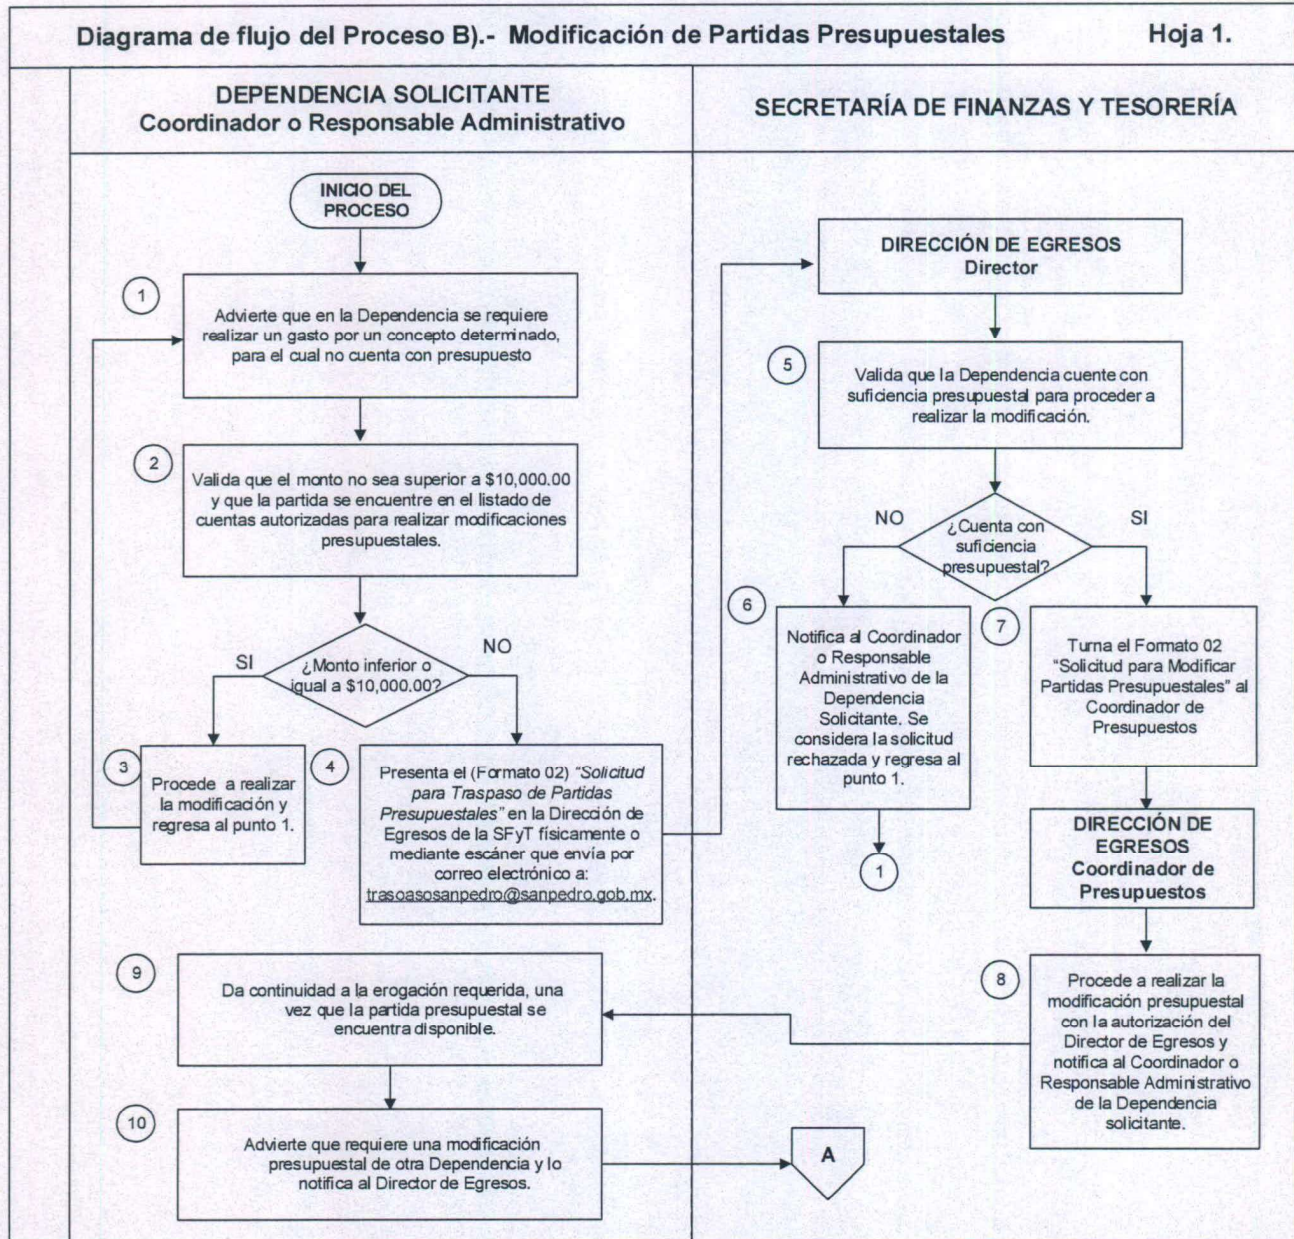 Diagrama de flujo del Proceso B).- Modificación de Partidas Presupuestales
Hoja 1.
DEPENDENCIA SOLICITANTE
Coordinador o Responsable Administrativo
SECRETARÍA DE FINANZAS Y TESORERÍA
INICIO DEL
PROCESO
1
Advierte que en la Dependencia se requiere
realizar un gasto por un concepto determinado,
para el cual no cuenta con presupuesto
2
Valida que el monto no sea superior a $10,000.00
y que la partida se encuentre en el listado de
cuentas autorizadas para realizar modificaciones
presupuestales.
SI
¿Monto inferior o
igual a $10,000.00?
NO
3
Procede a realizar
la modificación y
regresa al punto 1.
4
Presenta el (Formato 02) "Solicitud
para Traspaso de Partidas
Presupuestales" en la Dirección de
Egresos de la SFyT físicamente o
mediante escáner que envía por
correo electrónico a:
trasoasosanpedro@sanpedro.gob.mx.
DIRECCIÓN DE EGRESOS
Director
5
Valida que la Dependencia cuente con
suficiencia presupuestal para proceder a
realizar la modificación.
NO
¿Cuenta con
suficiencia
presupuestal?
SI
6
Notifica al Coordinador
o Responsable
Administrativo de la
Dependencia
Solicitante. Se
considera la solicitud
rechazada y regresa al
punto 1.
1
7
Turna el Formato 02
"Solicitud para Modificar
Partidas Presupuestales" al
Coordinador de
Presupuestos
DIRECCIÓN DE
EGRESOS
Coordinador de
Presupuestos
8
Procede a realizar la
modificación presupuestal
con la autorización del
Director de Egresos y
notifica al Coordinador o
Responsable Administrativo
de la Dependencia
solicitante.
9
Da continuidad a la erogación requerida, una
vez que la partida presupuestal se
encuentra disponible.
10
Advierte que requiere una modificación
presupuestal de otra Dependencia y lo
notifica al Director de Egresos.
A